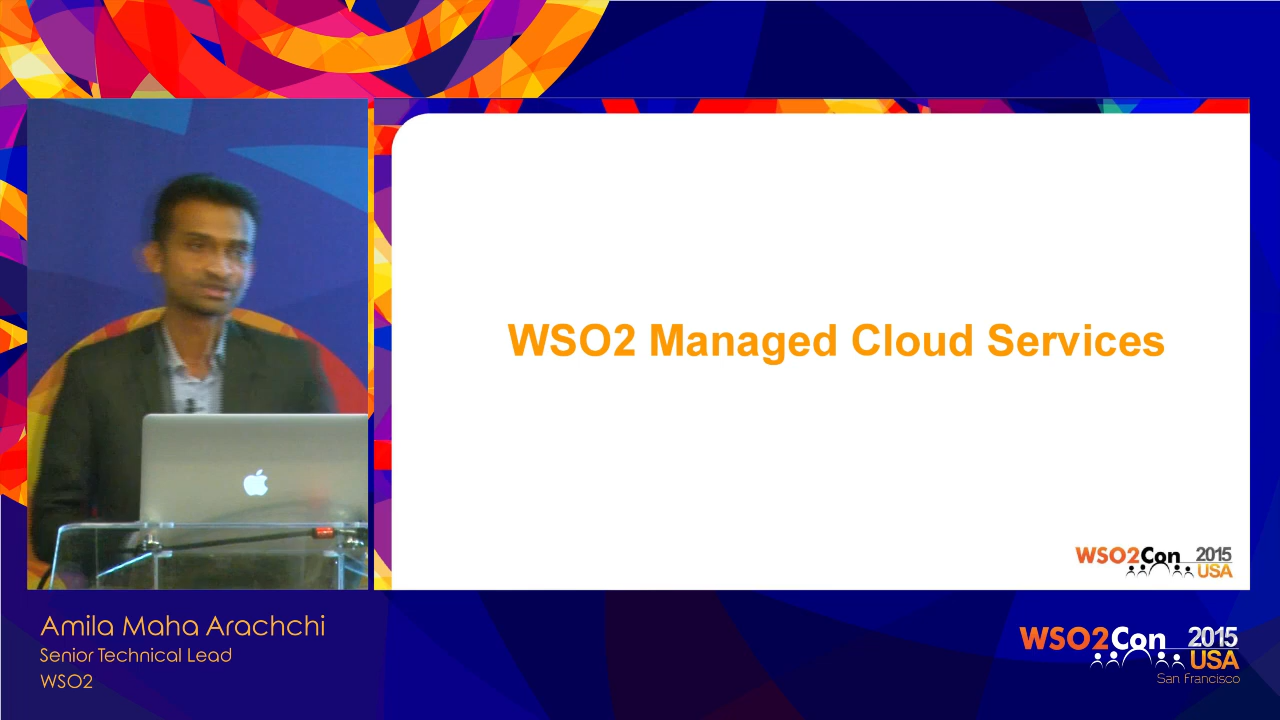 WSO2 Managed Cloud Services
WSO2Con 2015
USA
Amila Maha Arachchi
Senior Technical Lead
WSO2
WSO2Con 2015
USA
San Francisco